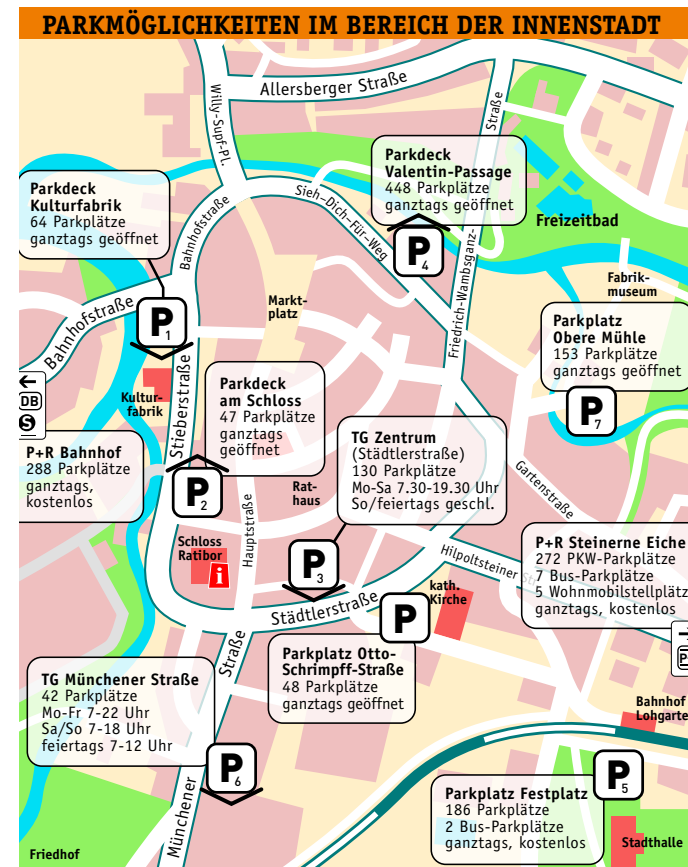 PARKMÖGLICHKEITEN IM BEREICH DER INNENSTADT
Allersberger Straße
Willy-Supf-Pl.
Straße
Parkdeck
Valentin-Passage
448 Parkplätze
ganztags geöffnet
Parkdeck
Kulturfabrik
64 Parkplätze
ganztags geöffnet
Sieh-Dich-Für-Weg
Bahnhofstraße
Freizeitbad
P4
Friedrich-Wambsganz-
Fabrik-
museum
Markt-
platz
Bahnhofstraße
P1
Parkplatz
Obere Mühle
153 Parkplätze
ganztags geöffnet
P7
Kultur-
fabrik
Stieberstraße
DB
S
Parkdeck
am Schloss
47 Parkplätze
ganztags
geöffnet
TG Zentrum
(Städtlerstraße)
130 Parkplätze
Mo-Sa 7.30-19.30 Uhr
So/feiertags geschl.
P+R Bahnhof
288 Parkplätze
ganztags,
kostenlos
P2
Rat-
haus
Gartenstraße
Hauptstraße
Schloss
Ratibor
i
P3
Hilpoltsteiner
P+R Steinerne Eiche
272 PKW-Parkplätze
7 Bus-Parkplätze
5 Wohnmobilstellplätz
ganztags, kostenlos
kath.
Kirche
Städtlerstraße
P
P
Parkplatz Otto-
Schrimpff-Straße
48 Parkplätze
ganztags geöffnet
Straße
TG Münchener Straße
42 Parkplätze
Mo-Fr 7-22 Uhr
Sa/So 7-18 Uhr
feiertags 7-12 Uhr
Bahnhof
Lohgarte
P6
Münchener
P5
Parkplatz Festplatz
186 Parkplätze
2 Bus-Parkplätze
ganztags, kostenlos
Stadthalle
Friedhof